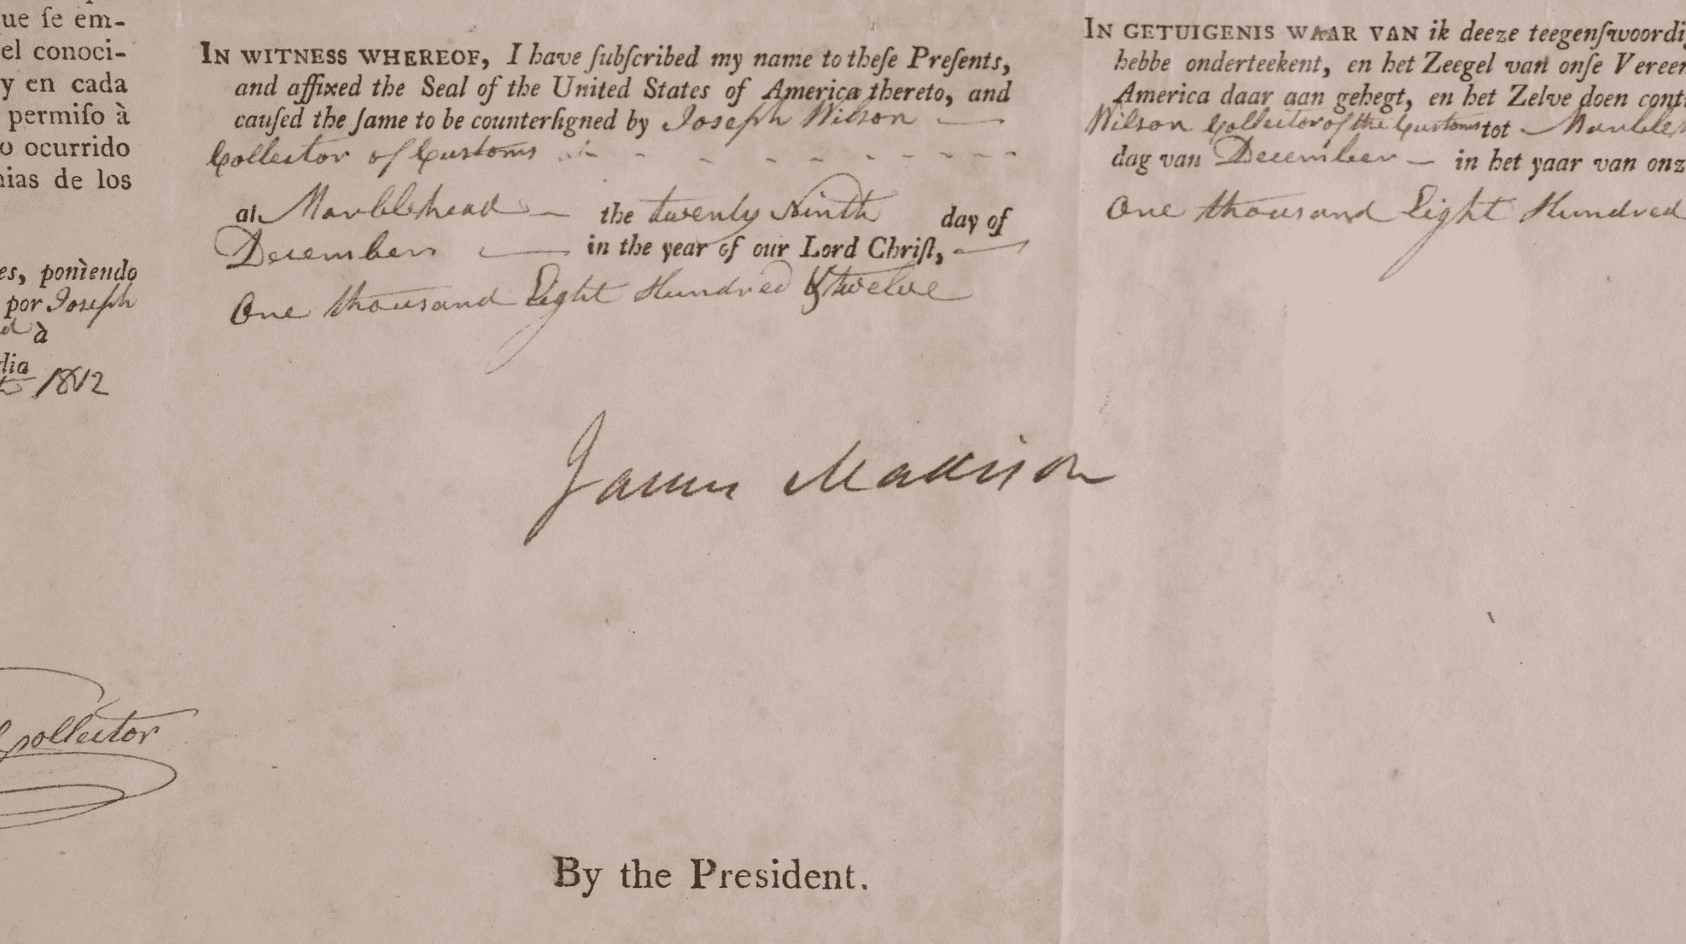 ue ſe em-
el conoci-
y en cada
permiſo à
o ocurrido
nias de los
es, poniendo
por Joseph
à
dia
1812
Collector
IN WITNESS WHEREOF, I have ſubſcribed my name to theſe Preſents,
and affixed the Seal of the United States of America thereto, and
cauſed the ſame to be counterſigned by Joseph Wilson
Collector of Customs
at Marblehead the twenty Ninth day of
December in the year of our Lord Chriſt,
One thousand Eight Hundred & twelve
James Madison
By the President.
IN GETUIGENIS WAAR VAN ik deeze teegenſwoordi
hebbe onderteekent, en het Zeegel van onſe Vereen
America daar aan gehegt, en het Zelve doen cont
Wilson Collector of the Customs tot Marbleh
dag van December in het yaar van onz
One thousand Eight Hundred